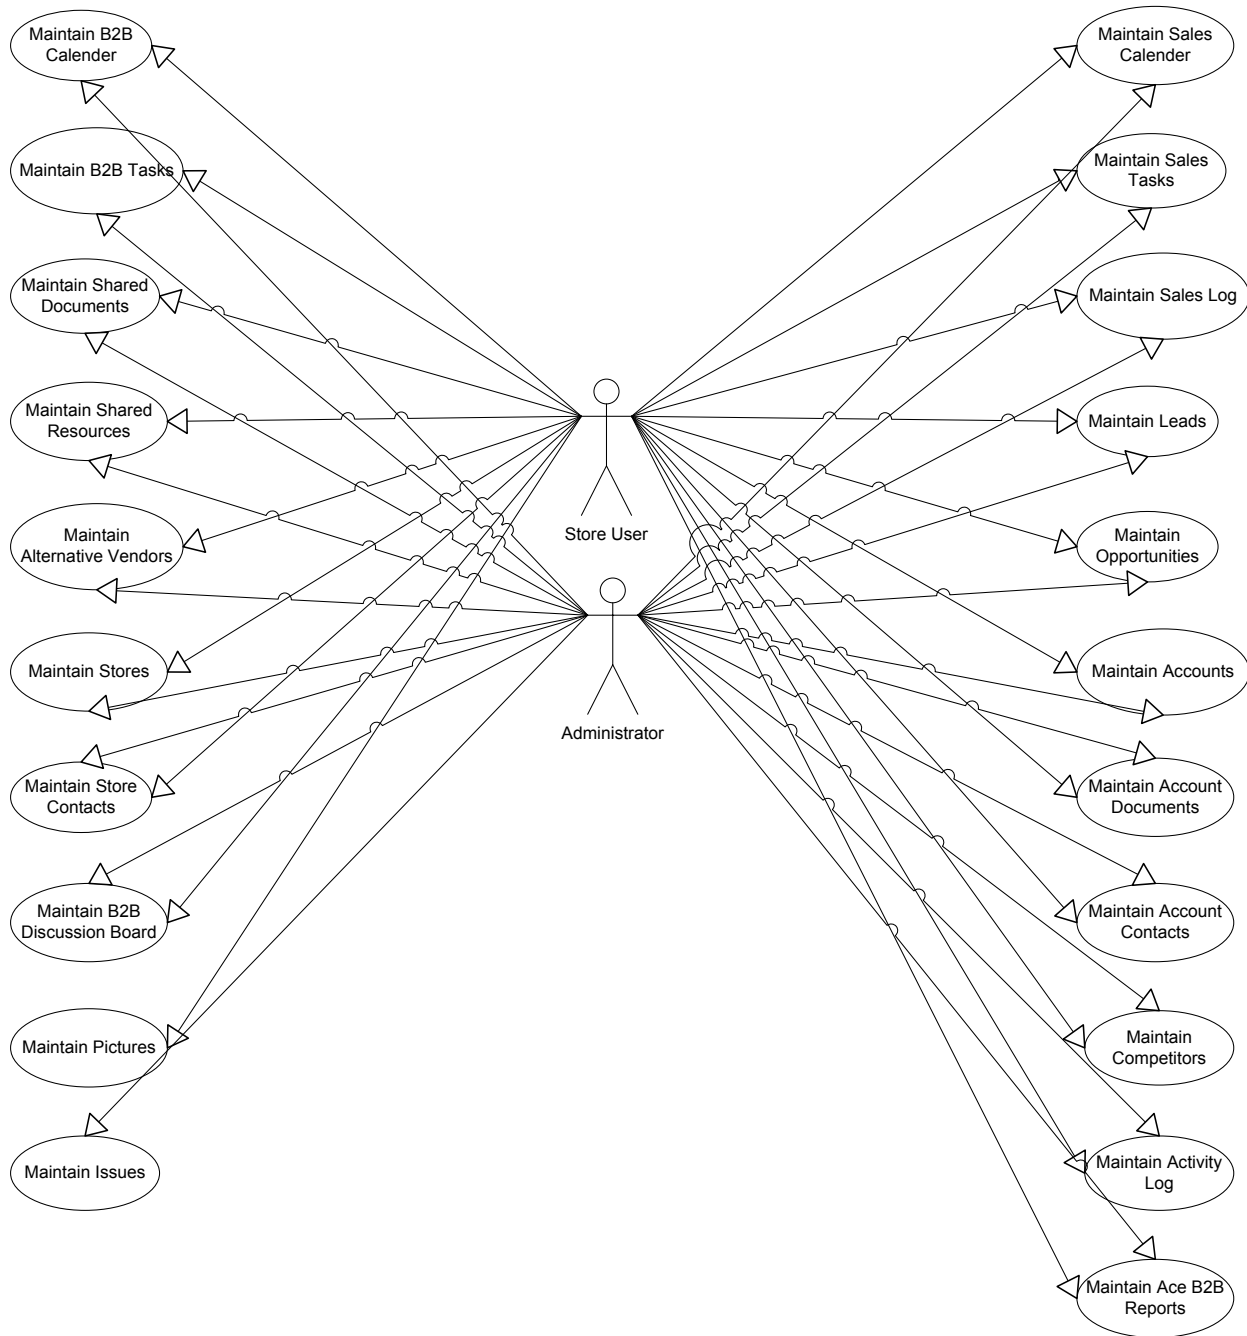 Maintain B2B
Calender
Maintain B2B Tasks
Maintain Shared
Documents
Maintain Shared
Resources
Maintain
Alternative Vendors
Maintain Stores
Maintain Store
Contacts
Maintain B2B
Discussion Board
Maintain Pictures
Maintain Issues
Store User
Administrator
Maintain Sales
Calender
Maintain Sales
Tasks
Maintain Sales Log
Maintain Leads
Maintain
Opportunities
Maintain Accounts
Maintain Account
Documents
Maintain Account
Contacts
Maintain
Competitors
Maintain Activity
Log
Maintain Ace B2B
Reports